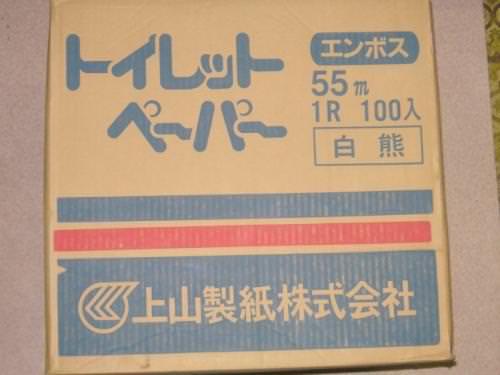 トイレット
ペーパー
エンボス
55m
1R 100入
白熊
上山製紙株式会社